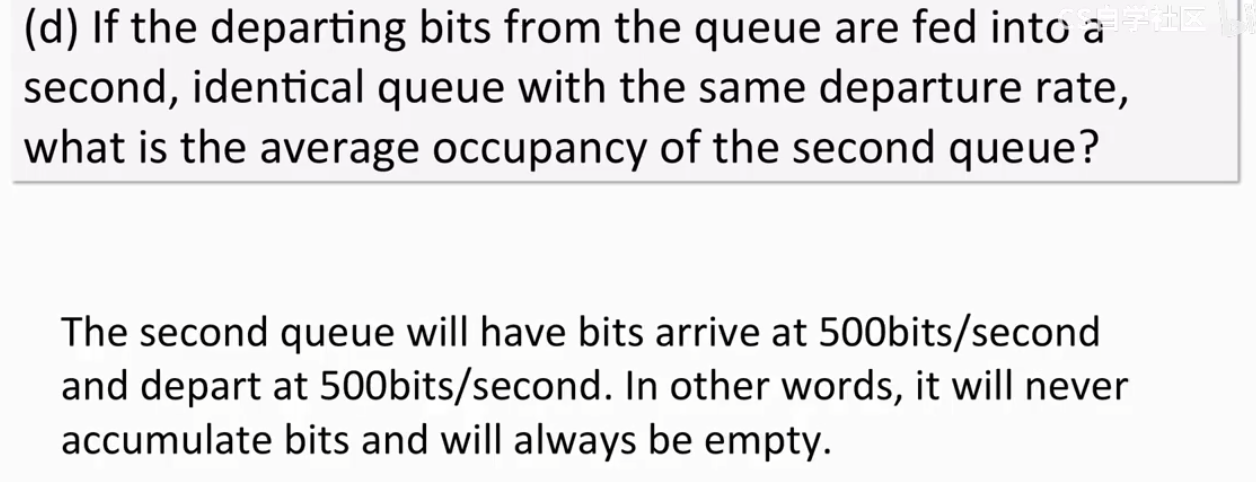 (d) If the departing bits from the queue are fed into a
second, identical queue with the same departure rate,
what is the average occupancy of the second queue?
CS自学社区
The second queue will have bits arrive at 500bits/second
and depart at 500bits/second. In other words, it will never
accumulate bits and will always be empty.